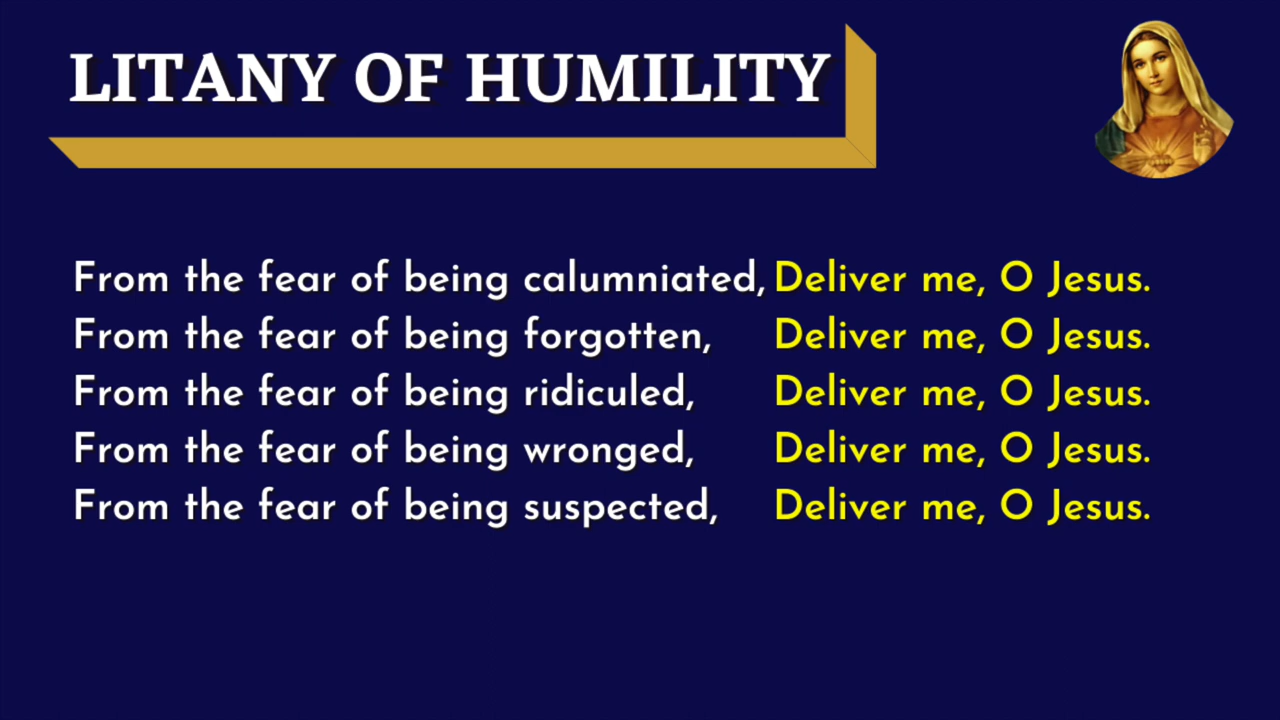 LITANY OF HUMILITY
From the fear of being calumniated, Deliver me, O Jesus.
From the fear of being forgotten, Deliver me, O Jesus.
From the fear of being ridiculed, Deliver me, O Jesus.
From the fear of being wronged, Deliver me, O Jesus.
From the fear of being suspected, Deliver me, O Jesus.